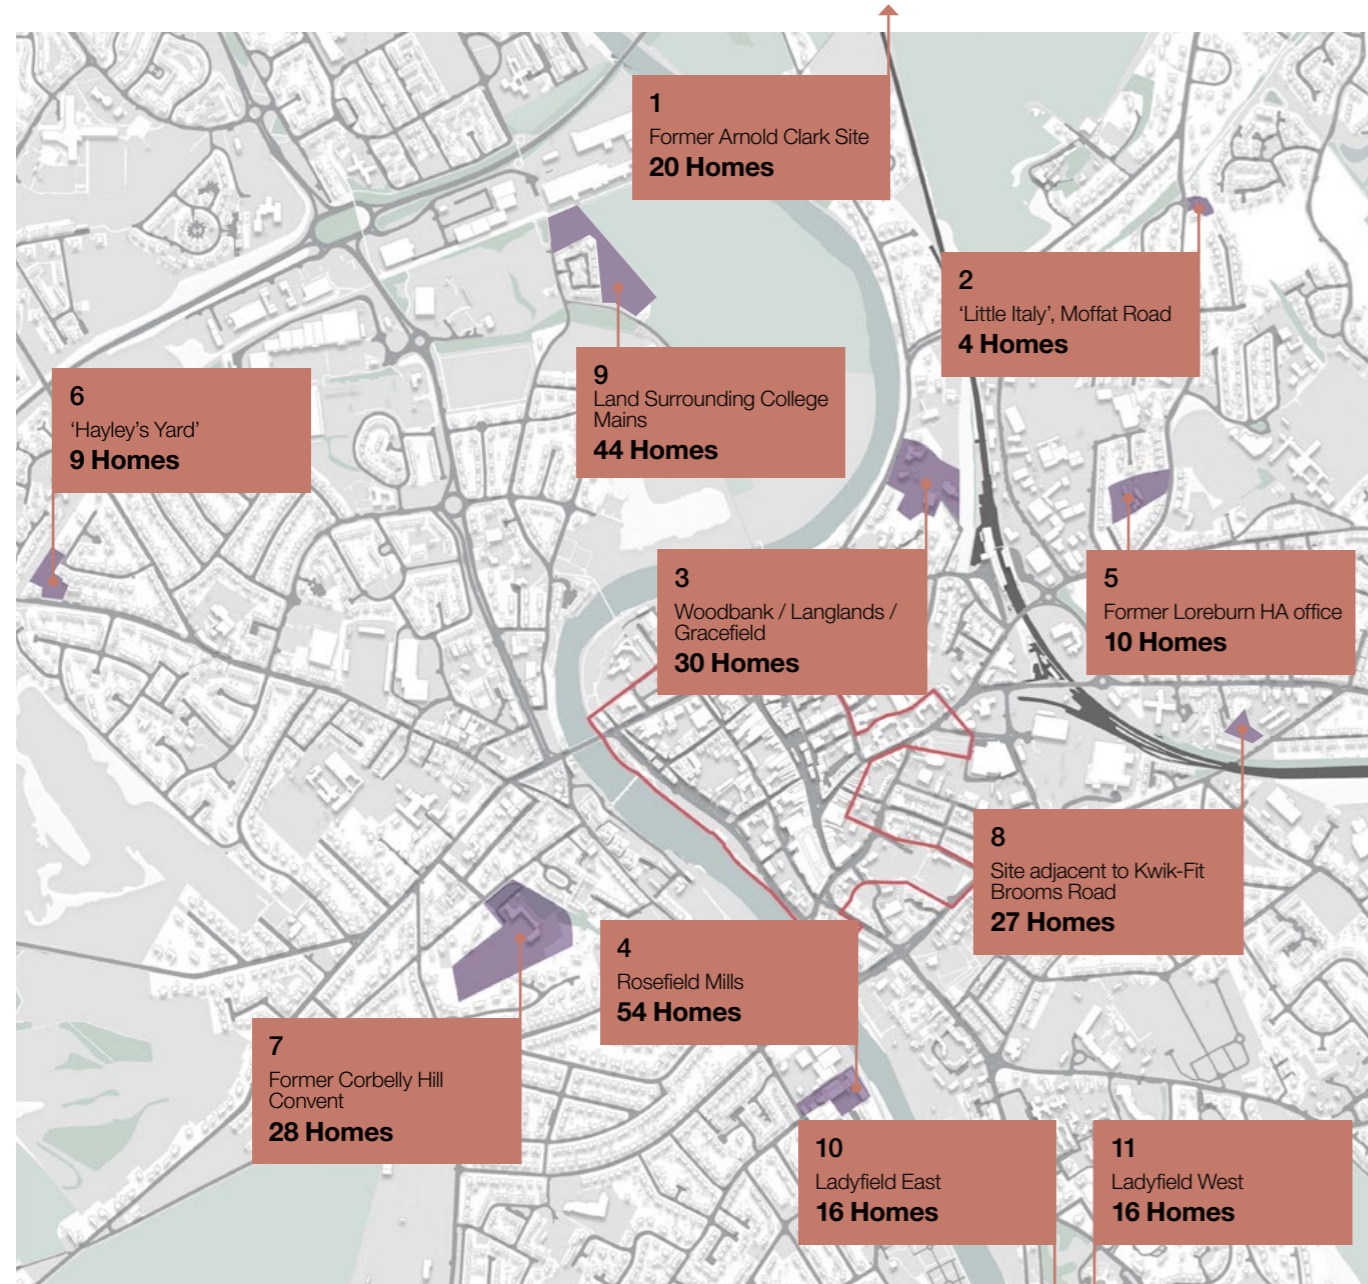 1
Former Arnold Clark Site
20 Homes
2
‘Little Italy’, Moffat Road
4 Homes
9
Land Surrounding College
Mains
44 Homes
6
‘Hayley’s Yard’
9 Homes
3
Woodbank / Langlands /
Gracefield
30 Homes
5
Former Loreburn HA office
10 Homes
8
Site adjacent to Kwik-Fit
Brooms Road
27 Homes
4
Rosefield Mills
54 Homes
7
Former Corbelly Hill
Convent
28 Homes
10
Ladyfield East
16 Homes
11
Ladyfield West
16 Homes